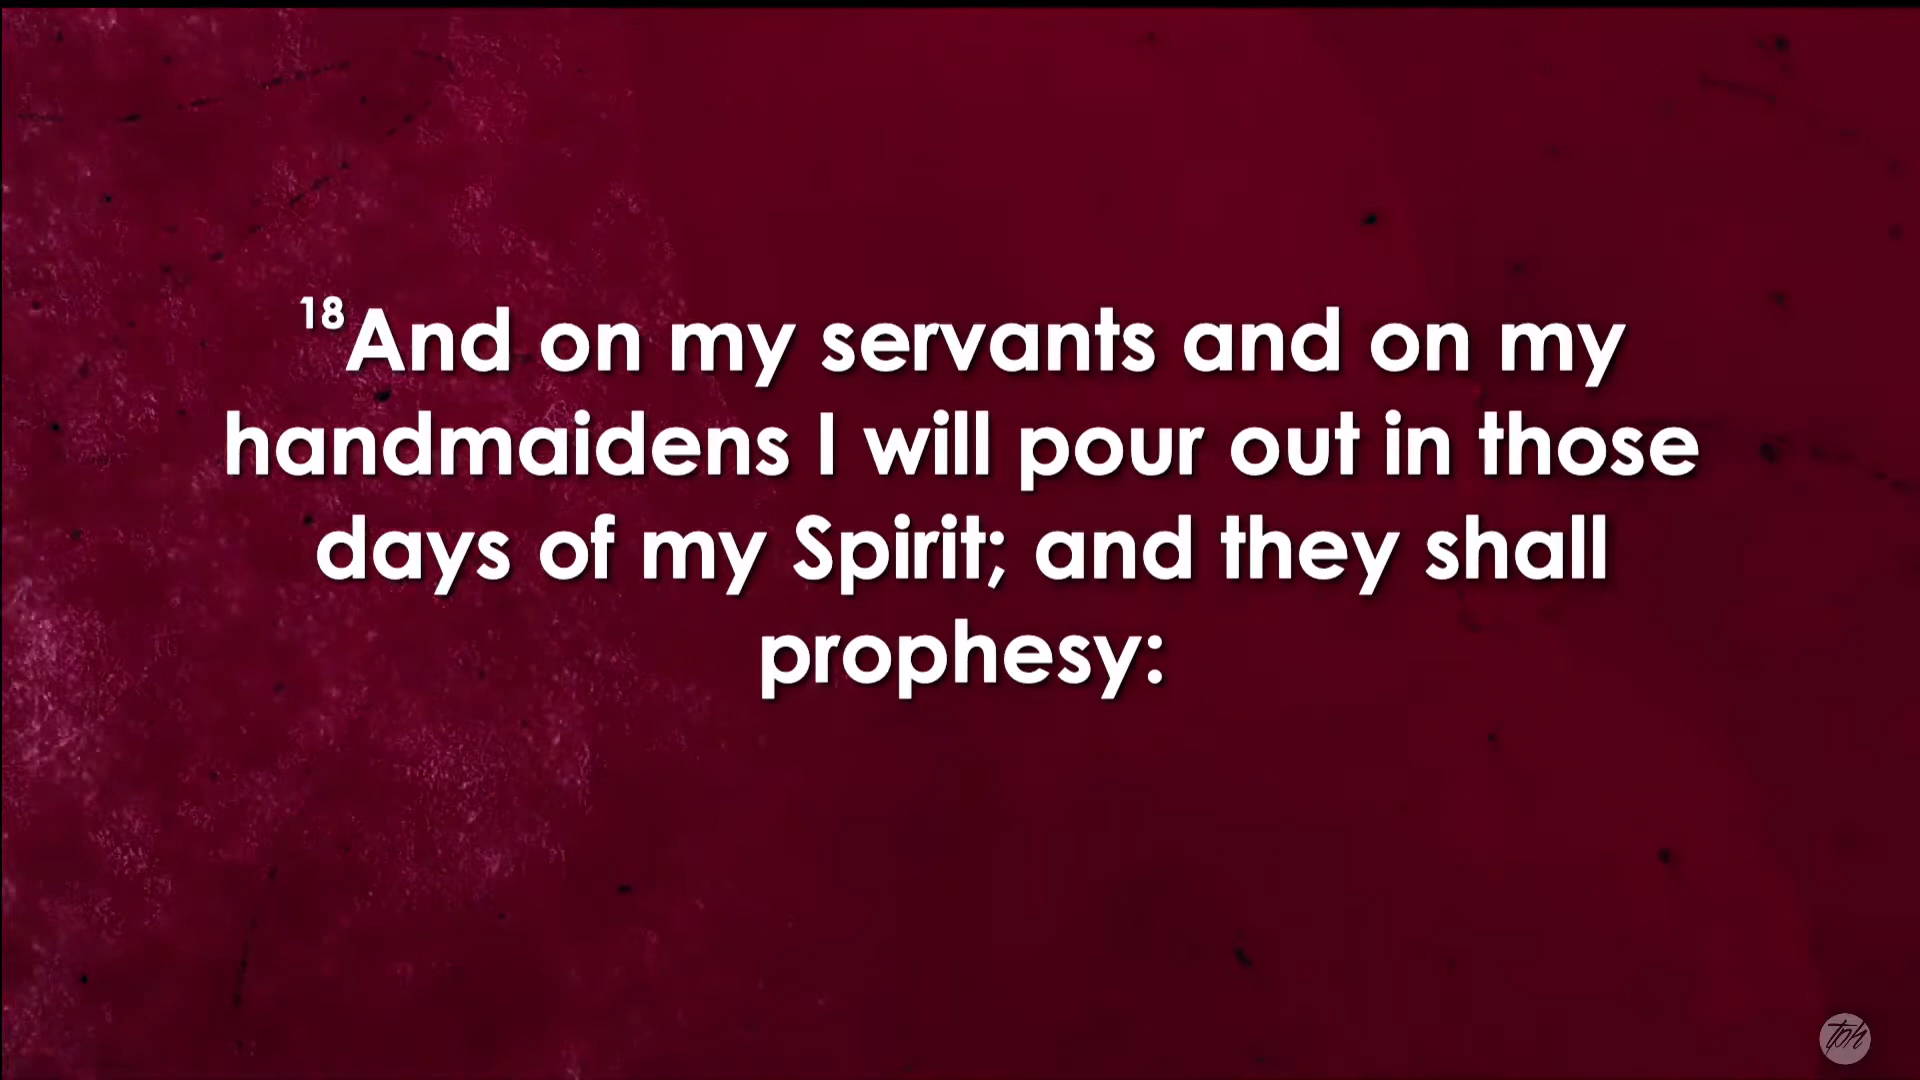 18And on my servants and on my
handmaidens I will pour out in those
days of my Spirit; and they shall
prophesy:
tph